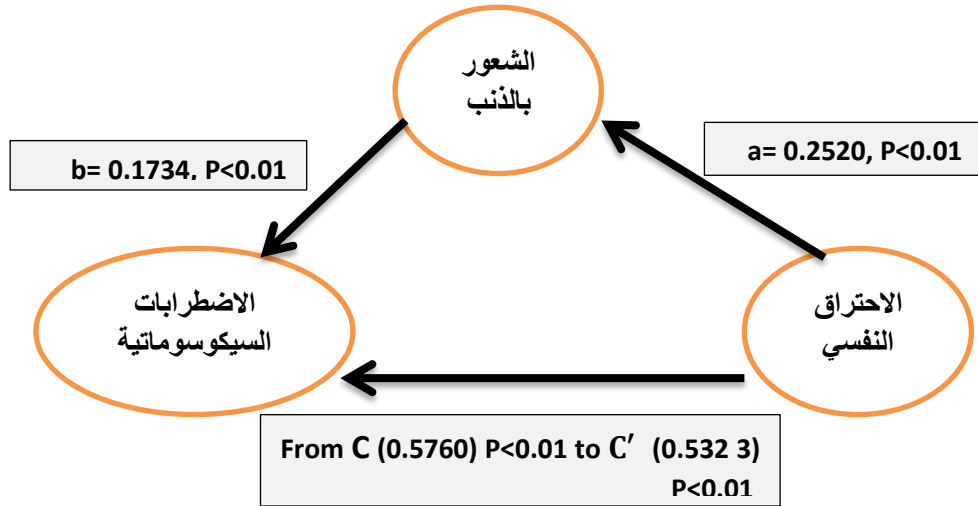 الشعور
بالذنب
a= 0.2520, P<0.01
b= 0.1734, P<0.01
الاحتراق
النفسي
الاضطرابات
السيكوسوماتية
From C (0.5760) P<0.01 to C′ (0.532 3)
P<0.01